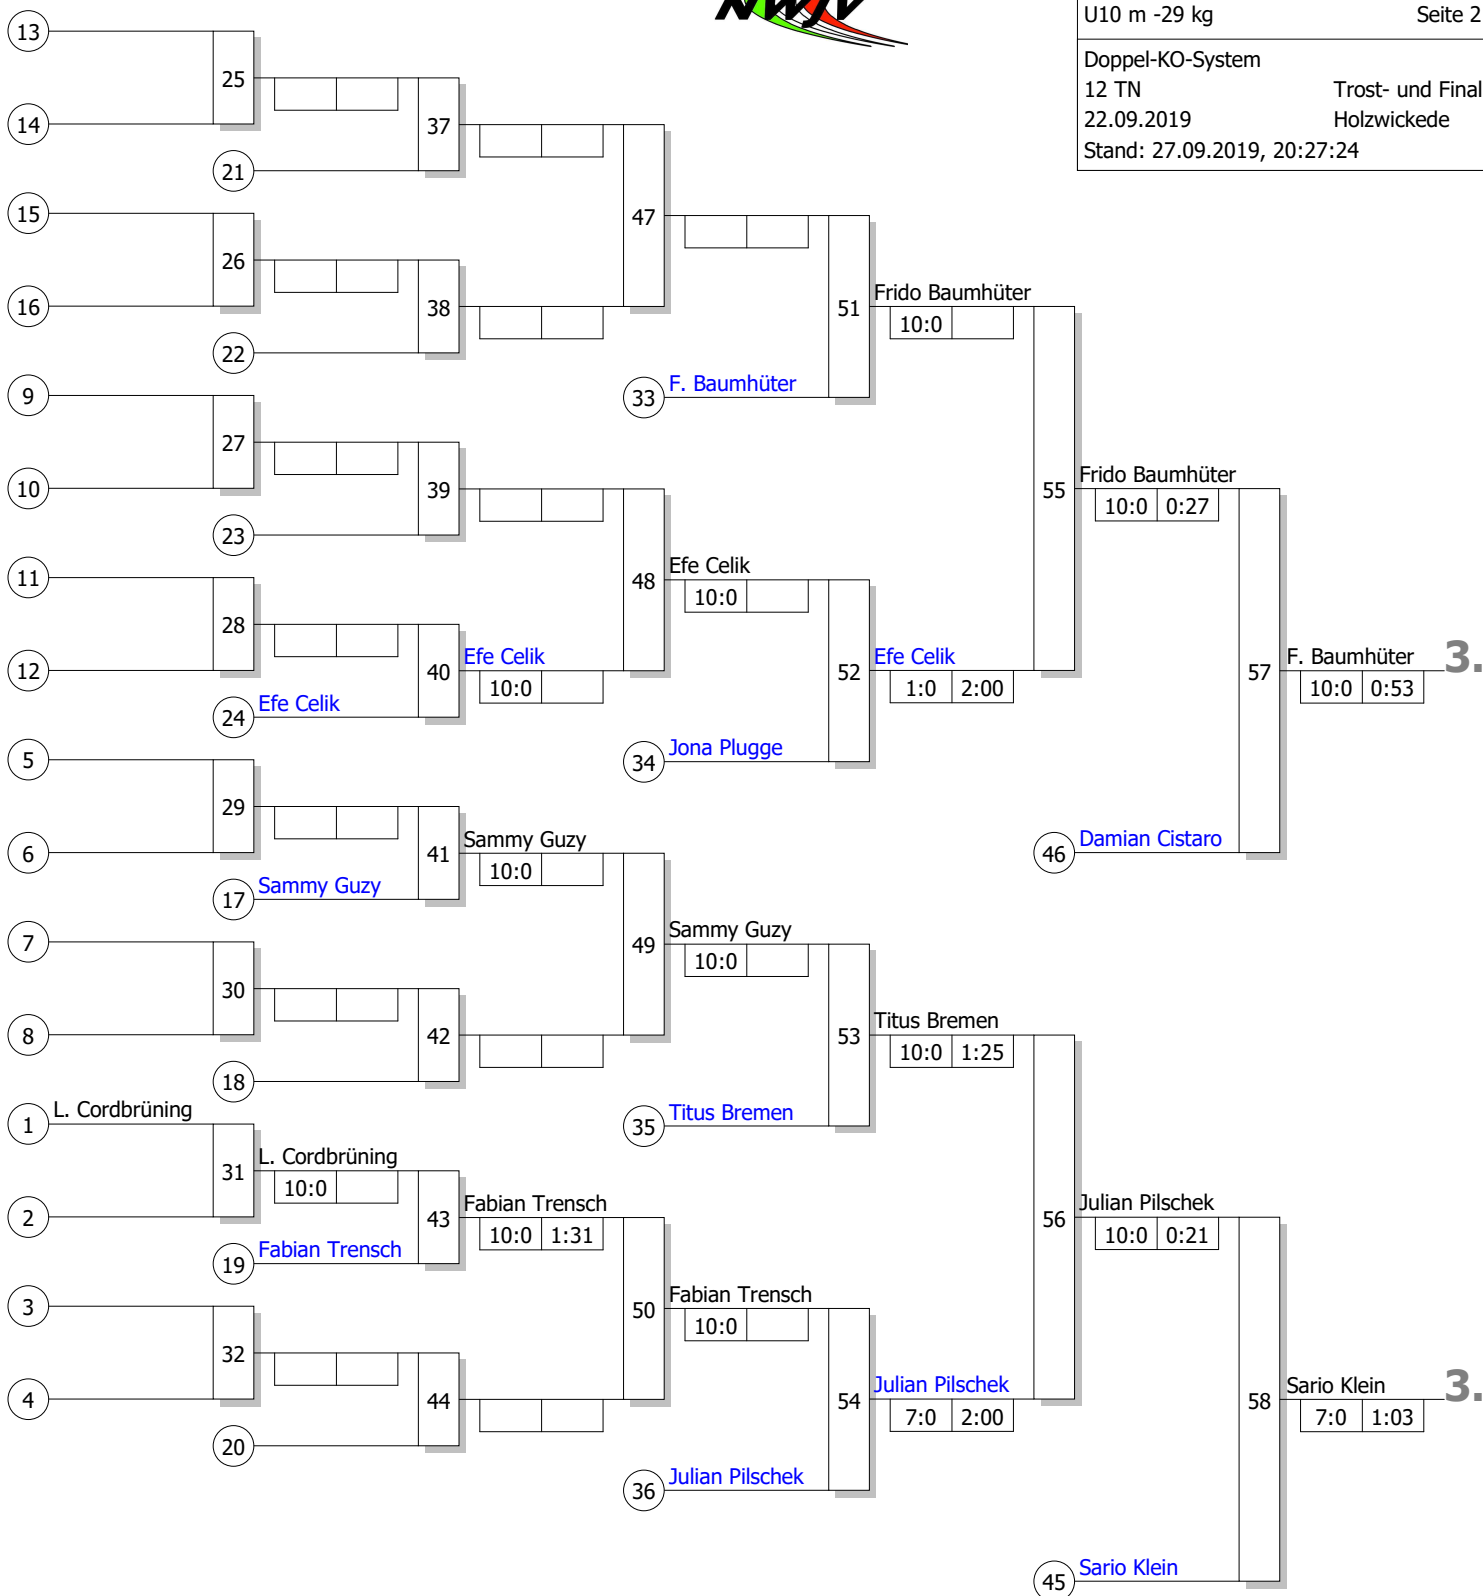 NWJV
U10 m -29 kg Seite 2
Doppel-KO-System
12 TN Trost- und Final
22.09.2019 Holzwickede
Stand: 27.09.2019, 20:27:24
13
25
14
37
21
15
47
26
16
38
22
51
Frido Baumhüter
10:0
33
F. Baumhüter
9
27
10
39
23
55
Frido Baumhüter
10:0 0:27
11
48
Efe Celik
10:0
28
12
40
Efe Celik
10:0
24
Efe Celik
52
Efe Celik
1:0 2:00
57
F. Baumhüter
10:0 0:53
3.
34
Jona Plugge
5
29
6
41
Sammy Guzy
10:0
17
Sammy Guzy
46
Damian Cistaro
7
49
Sammy Guzy
10:0
30
8
42
18
53
Titus Bremen
10:0 1:25
35
Titus Bremen
1
L. Cordbrüning
31
L. Cordbrüning
10:0
2
43
Fabian Trensch
10:0 1:31
19
Fabian Trensch
56
Julian Pilschek
10:0 0:21
3
50
Fabian Trensch
10:0
32
4
44
20
54
Julian Pilschek
7:0 2:00
58
Sario Klein
7:0 1:03
3.
36
Julian Pilschek
45
Sario Klein